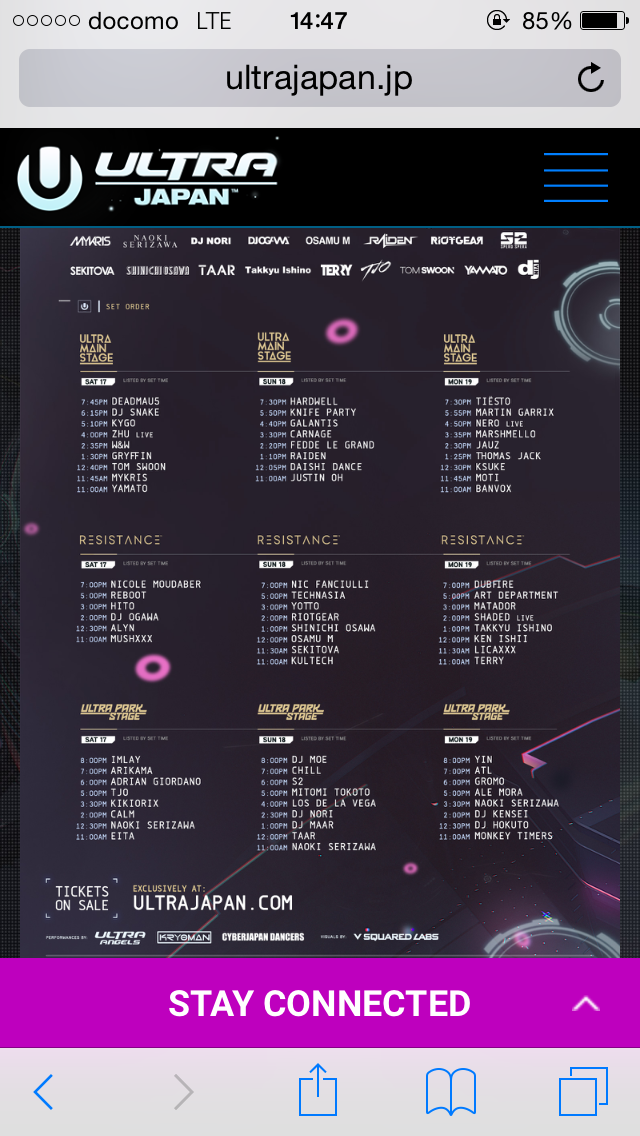 docomo LTE 14:47 85%
ultrajapan.jp
ULTRA
JAPAN™
MYKRIS NAOKI SERIZAWA DJ NORI DJ OGAWA OSAMU M RAIDEN RIOTGEAR S2
SEKITOVA SHINICHI OSAWA TAAR Takkyu Ishino TERRY TJO TOM SWOON YAMATO dj
SET ORDER
ULTRA MAIN STAGE
SAT 17 LISTED BY SET TIME
7:45PM DEADMAU5
6:15PM DJ SNAKE
5:10PM KYGO
4:00PM ZHU LIVE
2:35PM W&W
1:30PM GRYFFIN
12:40PM TOM SWOON
11:45AM MYKRIS
11:00AM YAMATO
ULTRA MAIN STAGE
SUN 18 LISTED BY SET TIME
7:30PM HARDWELL
5:50PM KNIFE PARTY
4:40PM GALANTIS
3:30PM CARNAGE
2:20PM FEDDE LE GRAND
1:10PM RAIDEN
12:05PM DAISHI DANCE
11:00AM JUSTIN OH
ULTRA MAIN STAGE
MON 19 LISTED BY SET TIME
7:30PM TIËSTO
5:55PM MARTIN GARRIX
4:50PM NERO LIVE
3:35PM MARSHMELLO
2:30PM JAUZ
1:25PM THOMAS JACK
12:30PM KSUKE
11:45AM MOTI
11:00AM BANVOX
RESISTANCE
SAT 17 LISTED BY SET TIME
7:00PM NICOLE MOUDABER
5:00PM REBOOT
3:00PM HITO
2:00PM DJ OGAWA
12:30PM ALYN
11:00AM MUSHXXX
RESISTANCE
SUN 18 LISTED BY SET TIME
7:00PM NIC FANCIULLI
5:00PM TECHNASIA
3:00PM YOTTO
2:00PM RIOTGEAR
1:00PM SHINICHI OSAWA
12:00PM OSAMU M
11:30AM SEKITOVA
11:00AM KULTECH
RESISTANCE
MON 19 LISTED BY SET TIME
7:00PM DUBFIRE
5:00PM ART DEPARTMENT
3:00PM MATADOR
2:00PM SHADED LIVE
1:00PM TAKKYU ISHINO
12:00PM KEN ISHII
11:30AM LICAXXX
11:00AM TERRY
ULTRA PARK STAGE
SAT 17 LISTED BY SET TIME
8:00PM IMLAY
7:00PM ARIKAMA
6:00PM ADRIAN GIORDANO
5:00PM TJO
3:30PM KIKIORIX
2:00PM CALM
12:30PM NAOKI SERIZAWA
11:00AM EITA
ULTRA PARK STAGE
SUN 18 LISTED BY SET TIME
8:00PM DJ MOE
7:00PM CHILL
6:00PM S2
5:00PM MITOMI TOKOTO
4:00PM LOS DE LA VEGA
2:30PM DJ NORI
1:00PM DJ MAAR
12:00PM TAAR
11:00AM NAOKI SERIZAWA
ULTRA PARK STAGE
MON 19 LISTED BY SET TIME
8:00PM YIN
7:00PM ATL
6:00PM GROMO
5:00PM ALE MORA
3:30PM NAOKI SERIZAWA
2:00PM DJ KENSEI
12:30PM DJ HOKUTO
11:00AM MONKEY TIMERS
TICKETS ON SALE
EXCLUSIVELY AT:
ULTRAJAPAN.COM
PERFORMANCES BY: ULTRA ANGELS KRYOMAN CYBERJAPAN DANCERS VISUALS BY: V SQUARED LABS
STAY CONNECTED